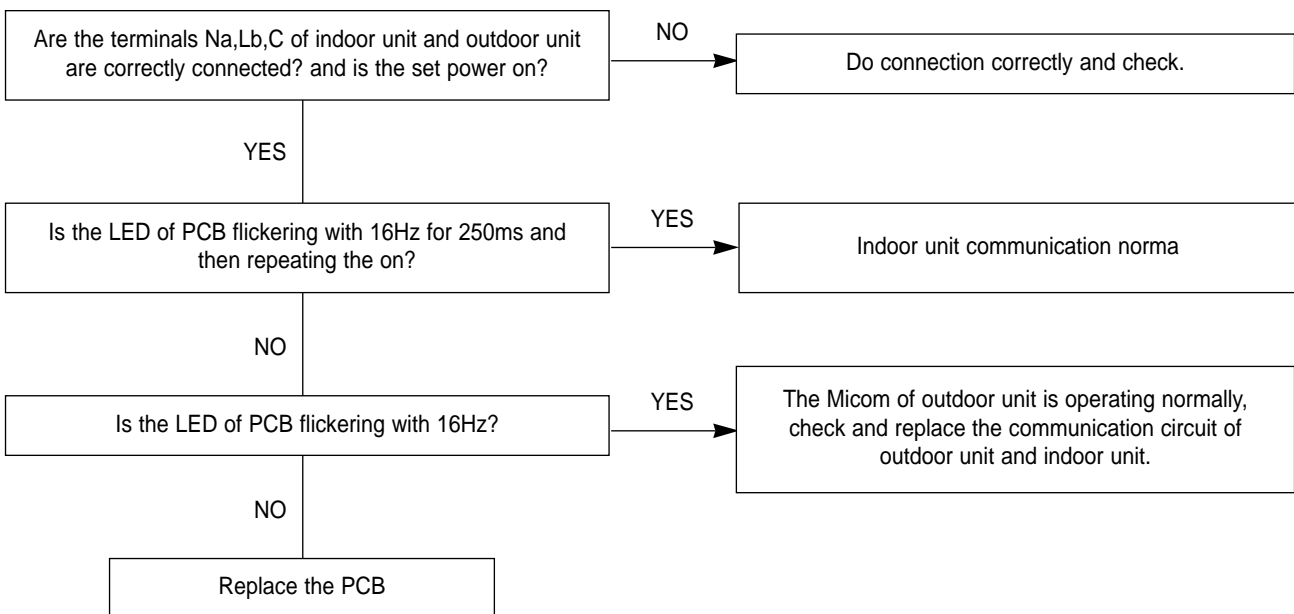 Are the terminals Na,Lb,C of indoor unit and outdoor unit
are correctly connected? and is the set power on?
NO
Do connection correctly and check.
YES
Is the LED of PCB flickering with 16Hz for 250ms and
then repeating the on?
YES
Indoor unit communication norma
NO
Is the LED of PCB flickering with 16Hz?
YES
The Micom of outdoor unit is operating normally,
check and replace the communication circuit of
outdoor unit and indoor unit.
NO
Replace the PCB